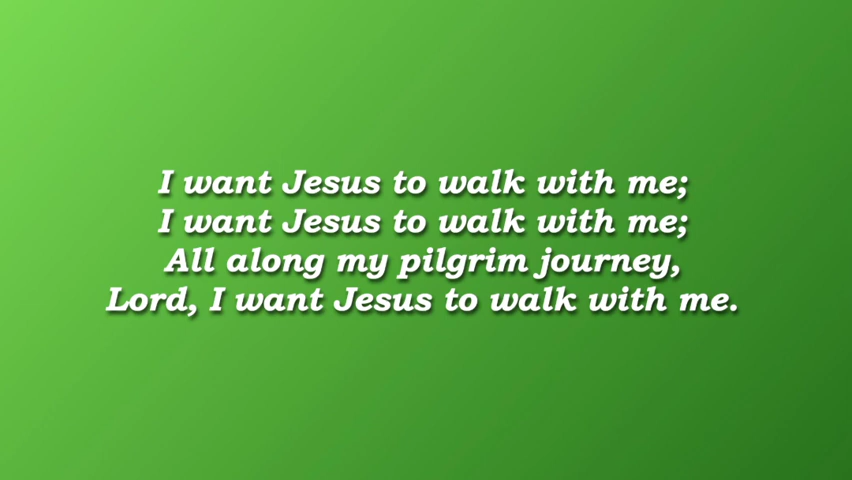 I want Jesus to walk with me;
I want Jesus to walk with me;
All along my pilgrim journey,
Lord, I want Jesus to walk with me.